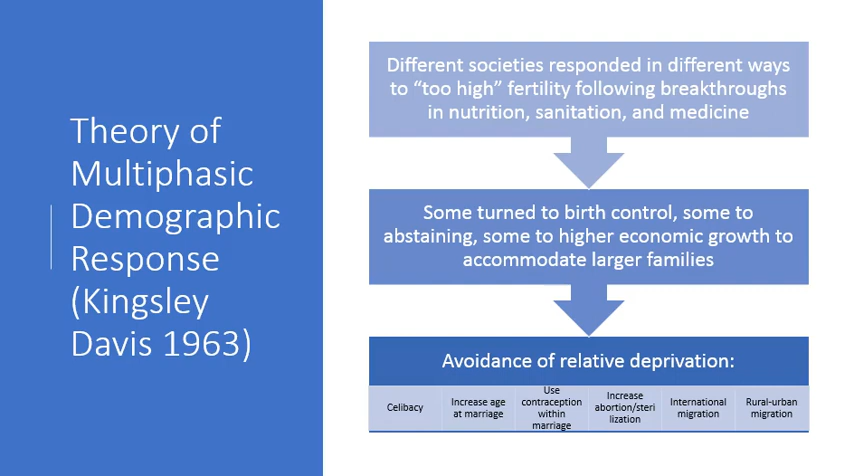 Theory of
Multiphasic
Demographic
Response
(Kingsley
Davis 1963)
Different societies responded in different ways
to “too high” fertility following breakthroughs
in nutrition, sanitation, and medicine
Some turned to birth control, some to
abstaining, some to higher economic growth to
accommodate larger families
Avoidance of relative deprivation:
Celibacy
Increase age
at marriage
Use
contraception
within
marriage
Increase
abortion/steri
lization
International
migration
Rural-urban
migration